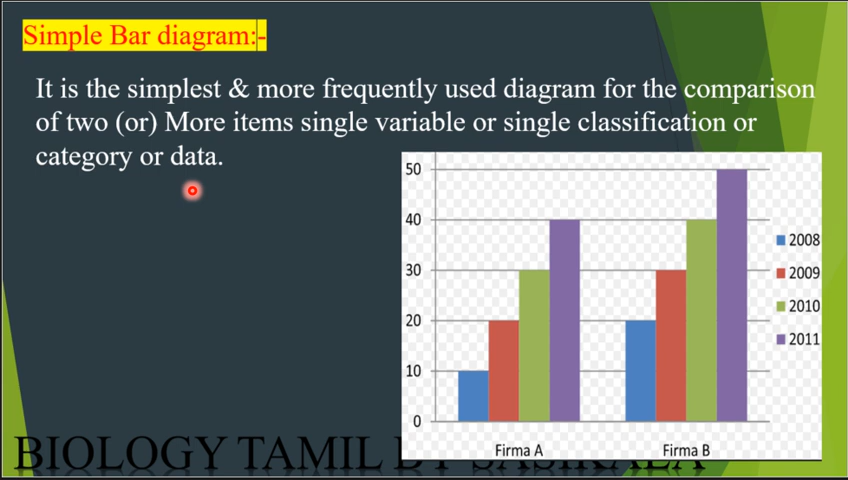 Simple Bar diagram:-
It is the simplest & more frequently used diagram for the comparison
of two (or) More items single variable or single classification or
category or data.
50
40
30
20
10
0
Firma A
Firma B
2008
2009
2010
2011
BIOLOGY TAMIL BY SASIKALA